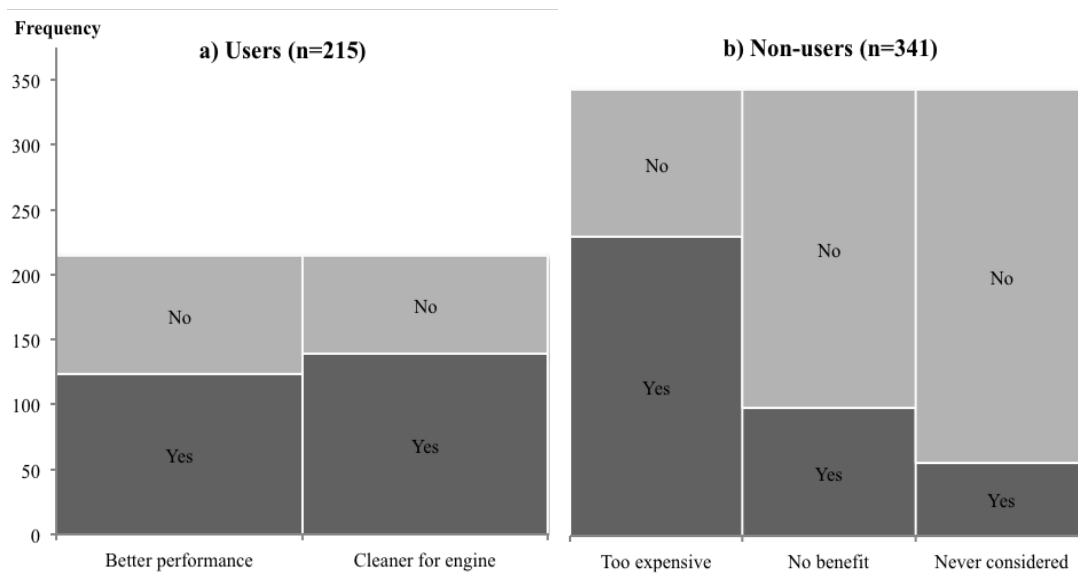 Frequency
a) Users (n=215)
b) Non-users (n=341)
350
300
250
200
150
100
50
0
No
No
Yes
Yes
No
No
No
Yes
Yes
Yes
Better performance
Cleaner for engine
Too expensive
No benefit
Never considered